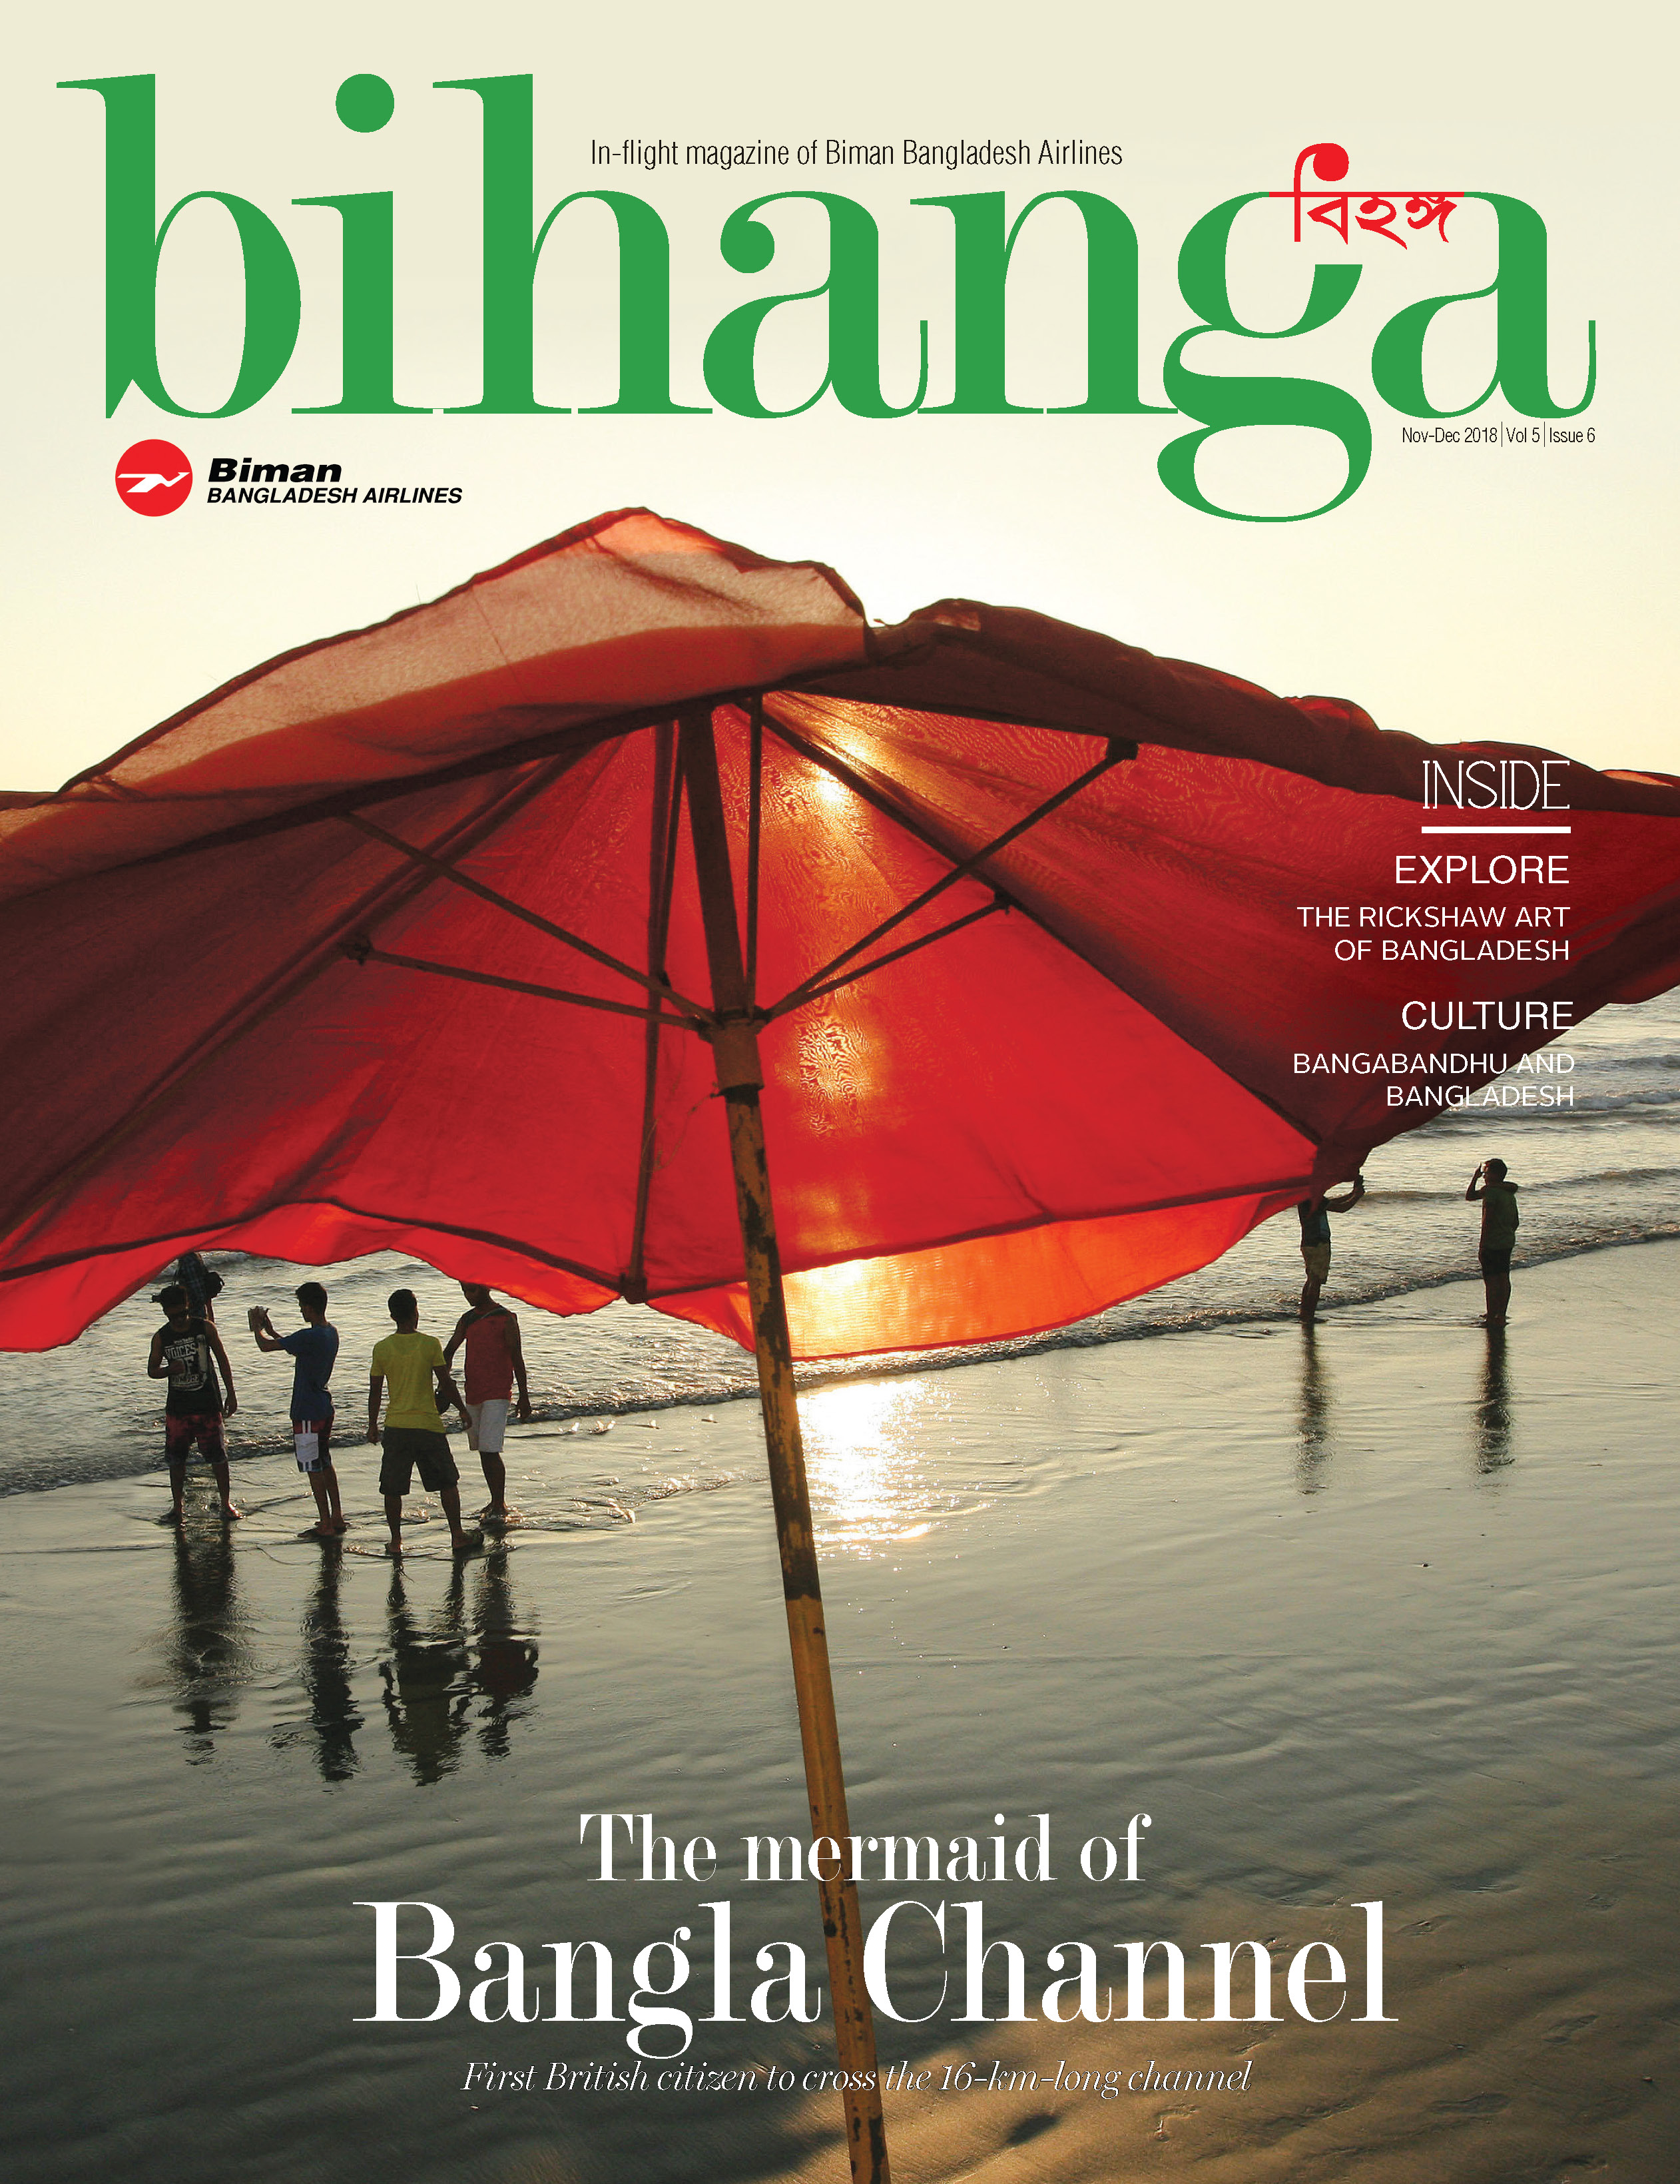 In-flight magazine of Biman Bangladesh Airlines
bihanga
বিহঙ্গ
Nov-Dec 2018|Vol 5|Issue 6
Biman
BANGLADESH AIRLINES
INSIDE
EXPLORE
THE RICKSHAW ART
OF BANGLADESH
CULTURE
BANGABANDHU AND
BANGLADESH
VOICES
The mermaid of
Bangla Channel
First British citizen to cross the 16-km-long channel